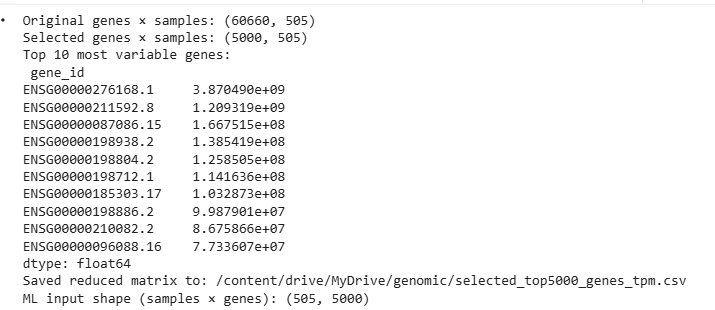 • Original genes × samples: (60660, 505)
Selected genes × samples: (5000, 505)
Top 10 most variable genes:
gene_id
ENSG00000276168.1 3.870490e+09
ENSG00000211592.8 1.209319e+09
ENSG00000087086.15 1.667515e+08
ENSG00000198938.2 1.385419e+08
ENSG00000198804.2 1.258505e+08
ENSG00000198712.1 1.141636e+08
ENSG00000185303.17 1.032873e+08
ENSG00000198886.2 9.987901e+07
ENSG00000210082.2 8.675866e+07
ENSG00000096088.16 7.733607e+07
dtype: float64
Saved reduced matrix to: /content/drive/MyDrive/genomic/selected_top5000_genes_tpm.csv
ML input shape (samples × genes): (505, 5000)